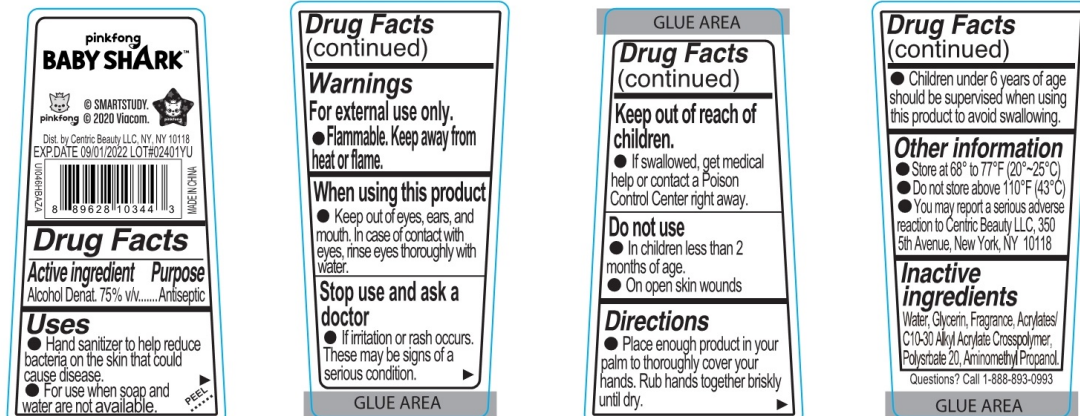 pinkfong
BABY SHARK™
pinkfong
© SMARTSTUDY.
© 2020 Viacom.
pinkfong
Dist. by Centric Beauty LLC, NY, NY 10118
EXP.DATE 09/01/2022 LOT#02401YU
UI046HBAZA
8 89628 10344 3
MADE IN CHINA
Drug Facts
Active ingredient Purpose
Alcohol Denat. 75% v/v.......Antiseptic
Uses
● Hand sanitizer to help reduce
bacteria on the skin that could
cause disease.
● For use when soap and
water are not available.
PEEL
Drug Facts
(continued)
Warnings
For external use only.
● Flammable. Keep away from
heat or flame.
When using this product
● Keep out of eyes, ears, and
mouth. In case of contact with
eyes, rinse eyes thoroughly with
water.
Stop use and ask a
doctor
● If irritation or rash occurs.
These may be signs of a
serious condition.
GLUE AREA
GLUE AREA
Drug Facts
(continued)
Keep out of reach of
children.
● If swallowed, get medical
help or contact a Poison
Control Center right away.
Do not use
● In children less than 2
months of age.
● On open skin wounds
Directions
● Place enough product in your
palm to thoroughly cover your
hands. Rub hands together briskly
until dry.
Drug Facts
(continued)
● Children under 6 years of age
should be supervised when using
this product to avoid swallowing.
Other information
● Store at 68° to 77°F (20°~25°C)
● Do not store above 110°F (43°C)
● You may report a serious adverse
reaction to Centric Beauty LLC, 350
5th Avenue, New York, NY 10118
Inactive
ingredients
Water, Glycerin, Fragrance, Acrylates/
C10-30 Alkyl Acrylate Crosspolymer,
Polysrbate 20, Aminomethyl Propanol.
Questions? Call 1-888-893-0993
GLUE AREA